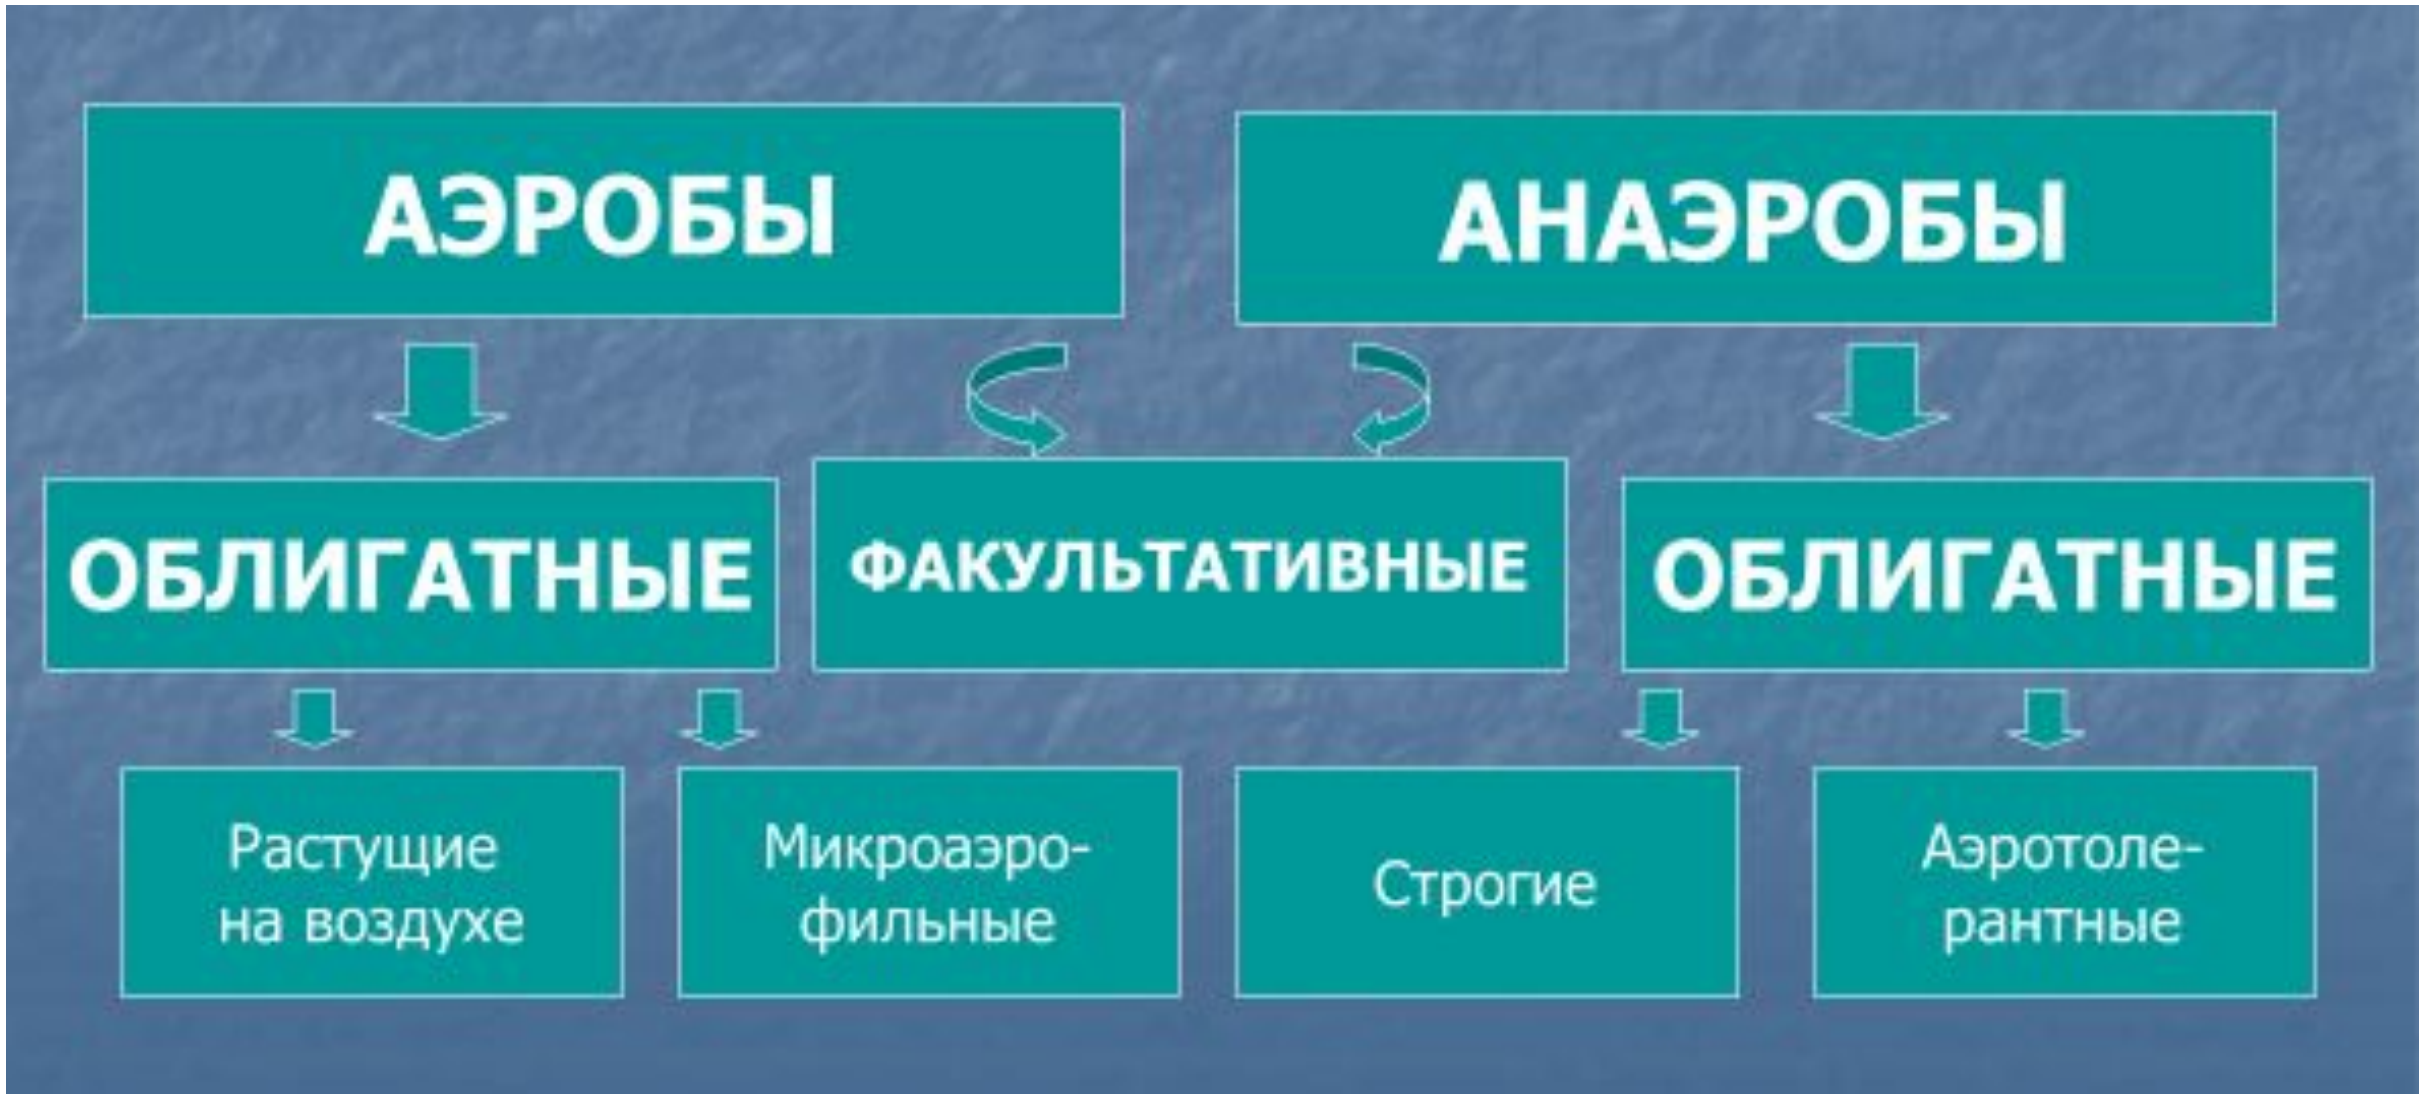 АЭРОБЫ
АНАЭРОБЫ
ОБЛИГАТНЫЕ
ФАКУЛЬТАТИВНЫЕ
ОБЛИГАТНЫЕ
Растущие
на воздухе
Микроаэро-
фильные
Строгие
Аэротоле-
рантные